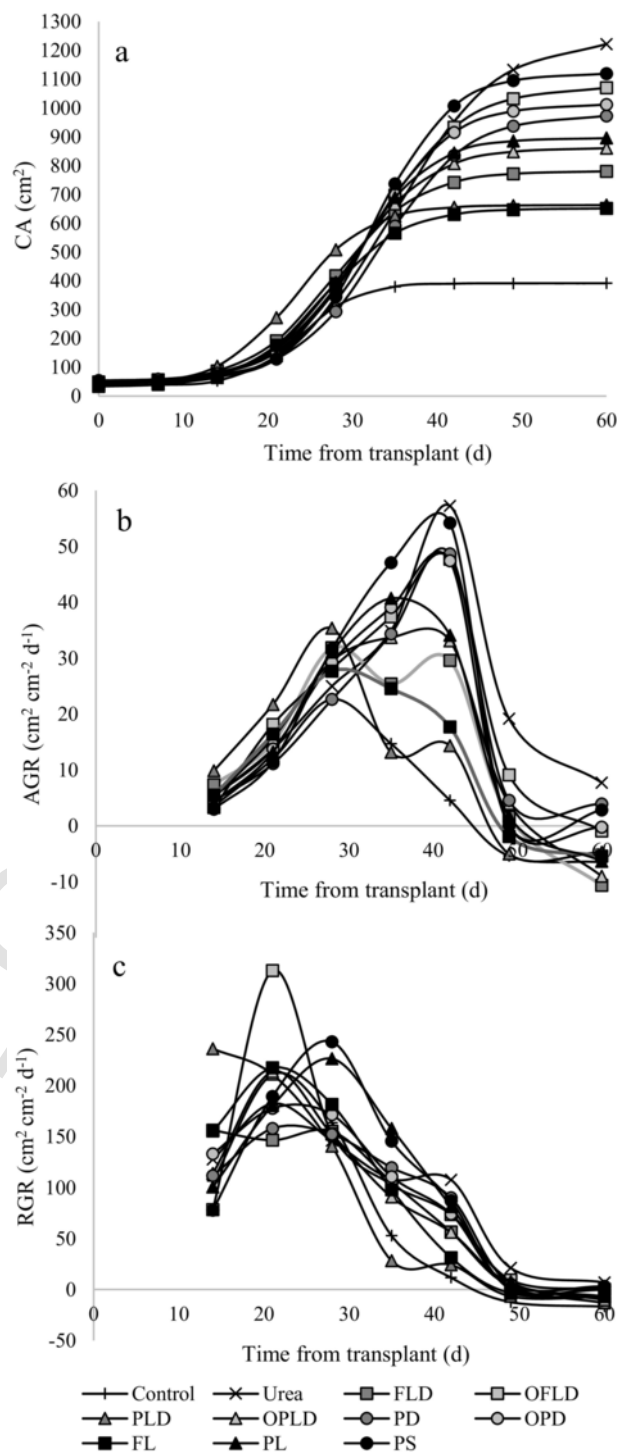 a
1300
1200
1100
1000
900
800
700
600
500
400
300
200
100
0
CA (cm²)
0 10 20 30 40 50 60
Time from transplant (d)
b
60
50
40
30
20
10
0
-10
AGR (cm² cm⁻² d⁻¹)
0 10 20 30 40 50 60
Time from transplant (d)
c
350
300
250
200
150
100
50
0
-50
RGR (cm² cm⁻² d⁻¹)
0 10 20 30 40 50 60
Time from transplant (d)
Control Urea FLD OFLD
PLD OPLD PD OPD
FL PL PS